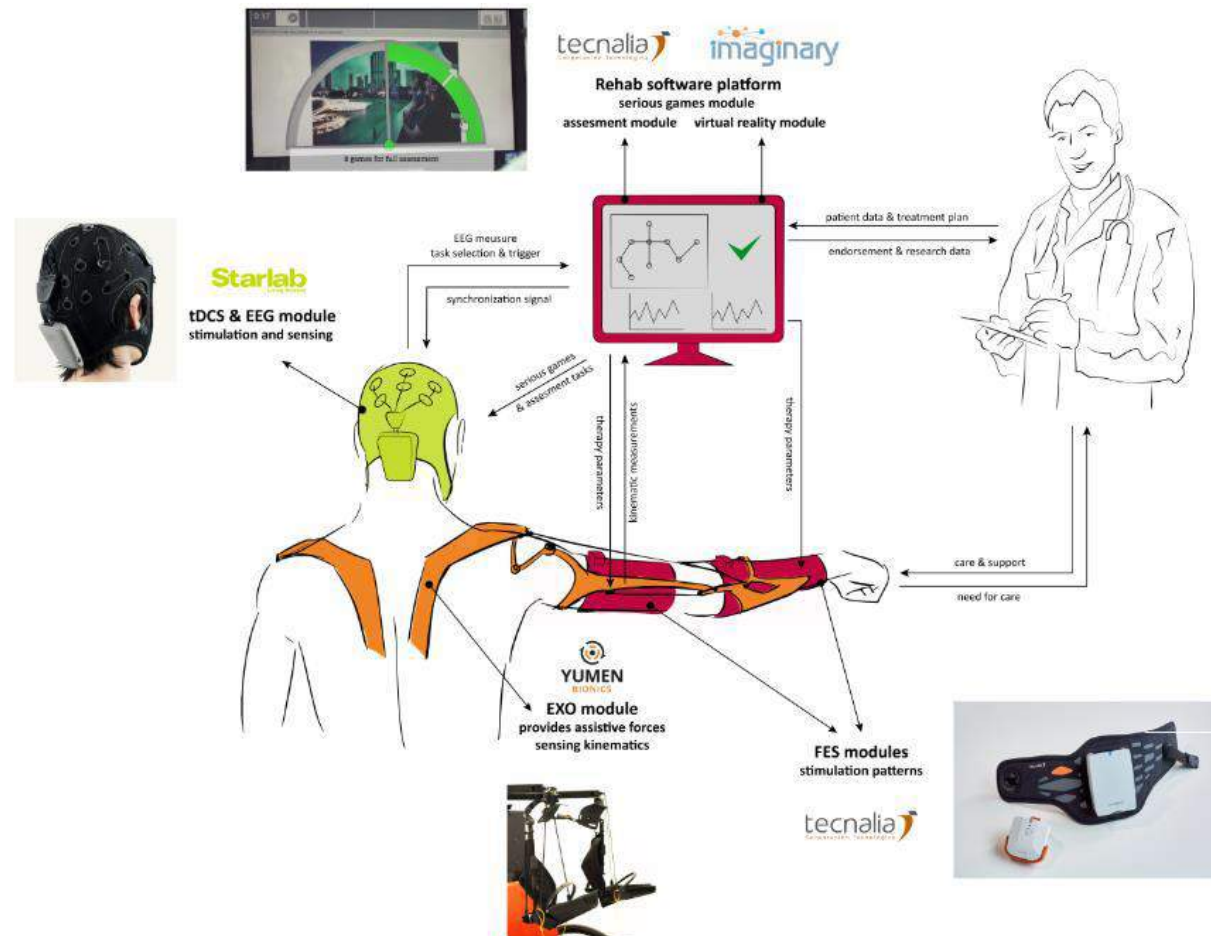 8 games for full assessment
tecnalia
imaginary
Rehab software platform
serious games module
assesment module
virtual reality module
patient data & treatment plan
endorsement & research data
EEG meusure
task selection & trigger
synchronization signal
Starlab
tDCS & EEG module
stimulation and sensing
serious games
& assesment tasks
therapy parameters
kinematic measurements
therapy parameters
care & support
need for care
YUMEN
BIONICS
EXO module
provides assistive forces
sensing kinematics
FES modules
stimulation patterns
tecnalia